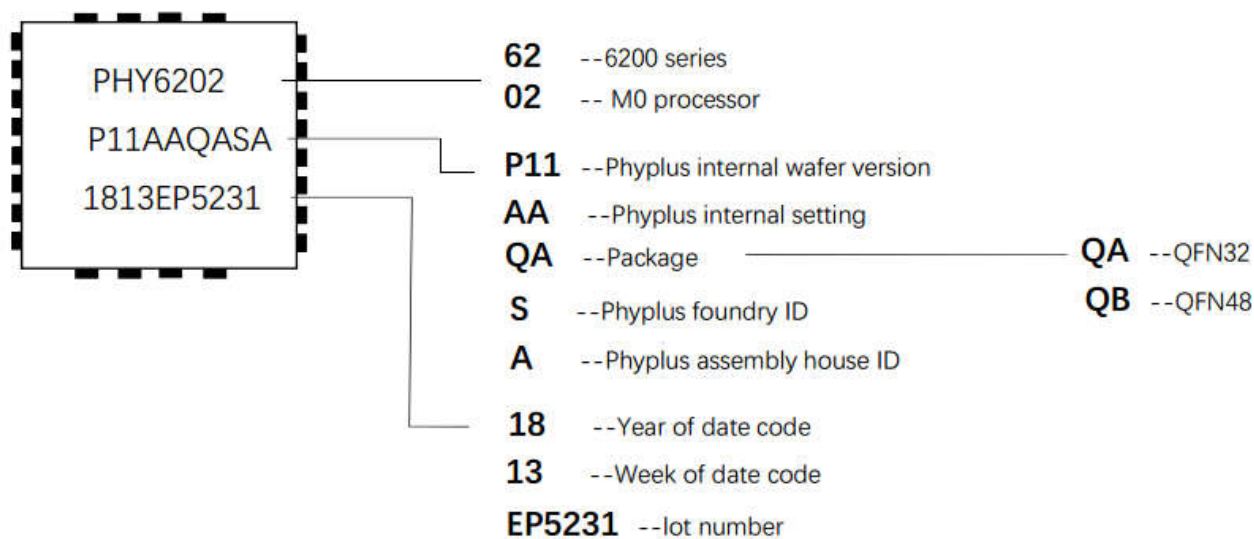 PHY6202
P11AAQASA
1813EP5231
62 --6200 series
02 -- M0 processor
P11 --Phyplus internal wafer version
AA --Phyplus internal setting
QA --Package
QA --QFN32
QB --QFN48
S --Phyplus foundry ID
A --Phyplus assembly house ID
18 --Year of date code
13 --Week of date code
EP5231 --lot number